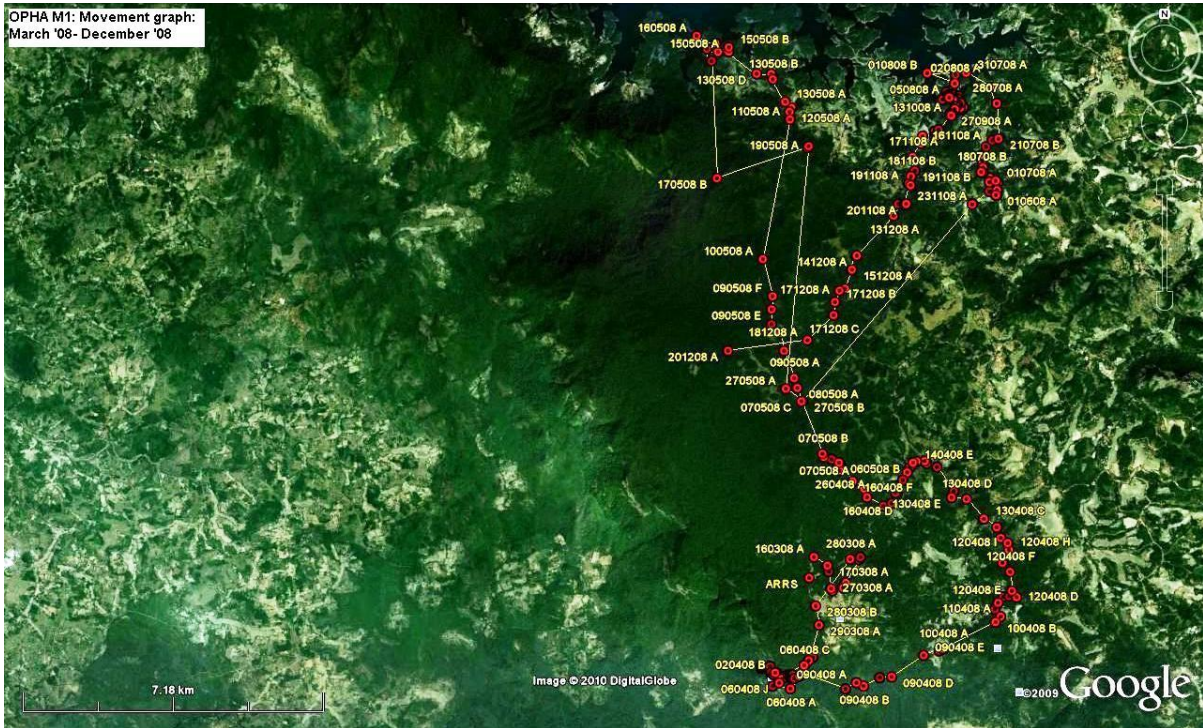 OPHA M1: Movement graph:
March '08- December '08
N
160508 A
150508 A
150508 B
130508 B
130508 D
130508 A
110508 A
120508 A
190508 A
170508 B
010808 B
020808 A
310708 A
050808 A
280708 A
131008 A
270908 A
171108 A
161108 A
210708 B
181108 B
180708 B
191108 A
191108 B
010708 A
231108 A
010608 A
201108 A
131208 A
100508 A
141208 A
151208 A
090508 F
171208 A
171208 B
090508 E
181208 A
171208 C
201208 A
090508 A
270508 A
080508 A
070508 C
270508 B
070508 B
070508 A
060508 B
140408 E
260408 A
160408 F
130408 D
160408 D
130408 E
130408 C
120408 I
120408 H
120408 F
160308 A
280308 A
170308 A
ARRS
270308 A
120408 E
120408 D
280308 B
110408 A
290308 A
100408 A
100408 B
060408 C
090408 E
020408 B
090408 A
090408 D
060408 J
060408 A
090408 B
Image © 2010 DigitalGlobe
7.18 km
©2009 Google